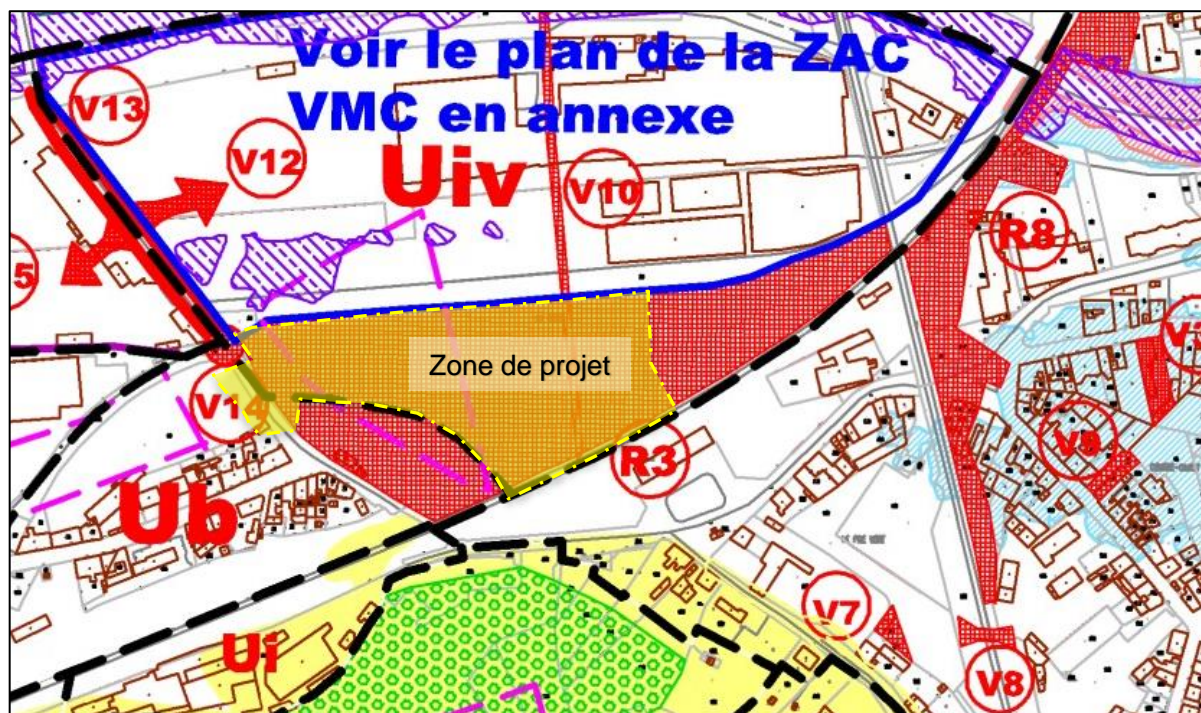 Voir le plan de la ZAC
VMC en annexe
V13
V12
Uiv
V10
R8
5
Zone de projet
V14
V9
R3
Ub
V7
Ui
V8